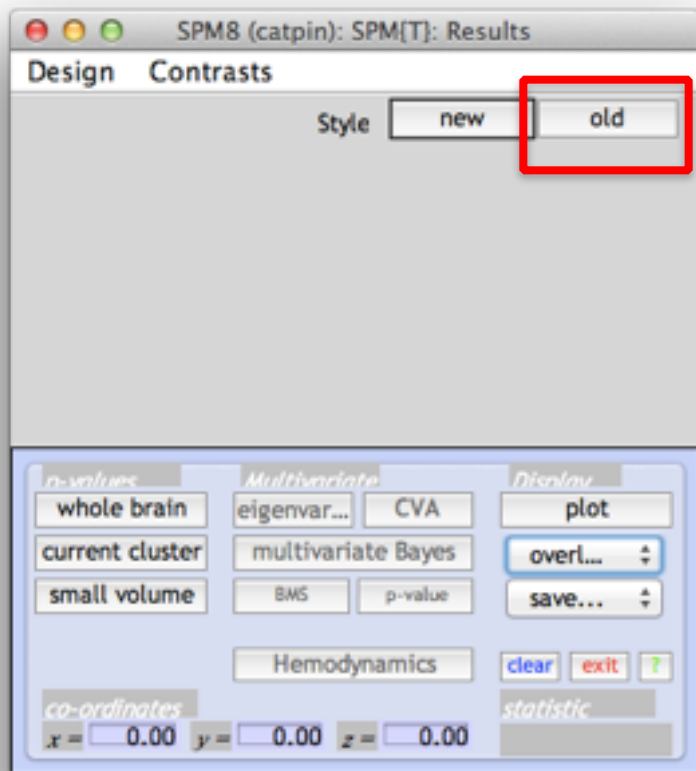 SPM8 (catpin): SPM{T}: Results
Design Contrasts
Style new old
p-values Multivariate Display
whole brain eigenvar... CVA plot
current cluster multivariate Bayes overl...
small volume BMS p-value save...
Hemodynamics clear exit ?
co-ordinates statistic
x = 0.00 y = 0.00 z = 0.00